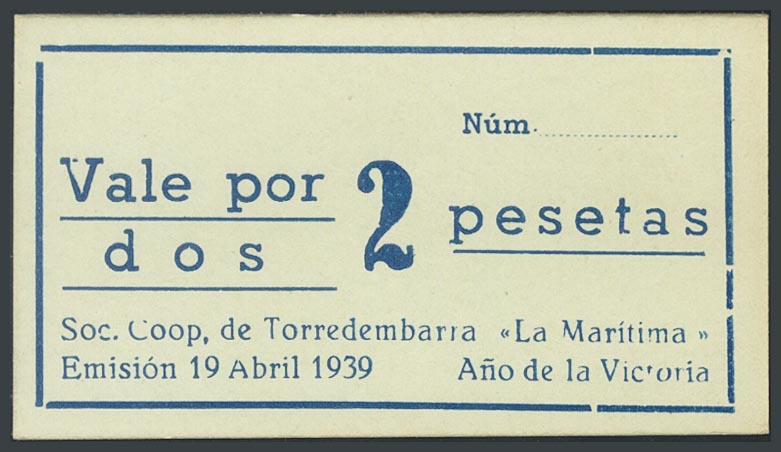 Núm.
Vale por
dos
2
pesetas
Soc. Coop, de Torredembarra «La Marítima»
Emisión 19 Abril 1939 Año de la Victoria